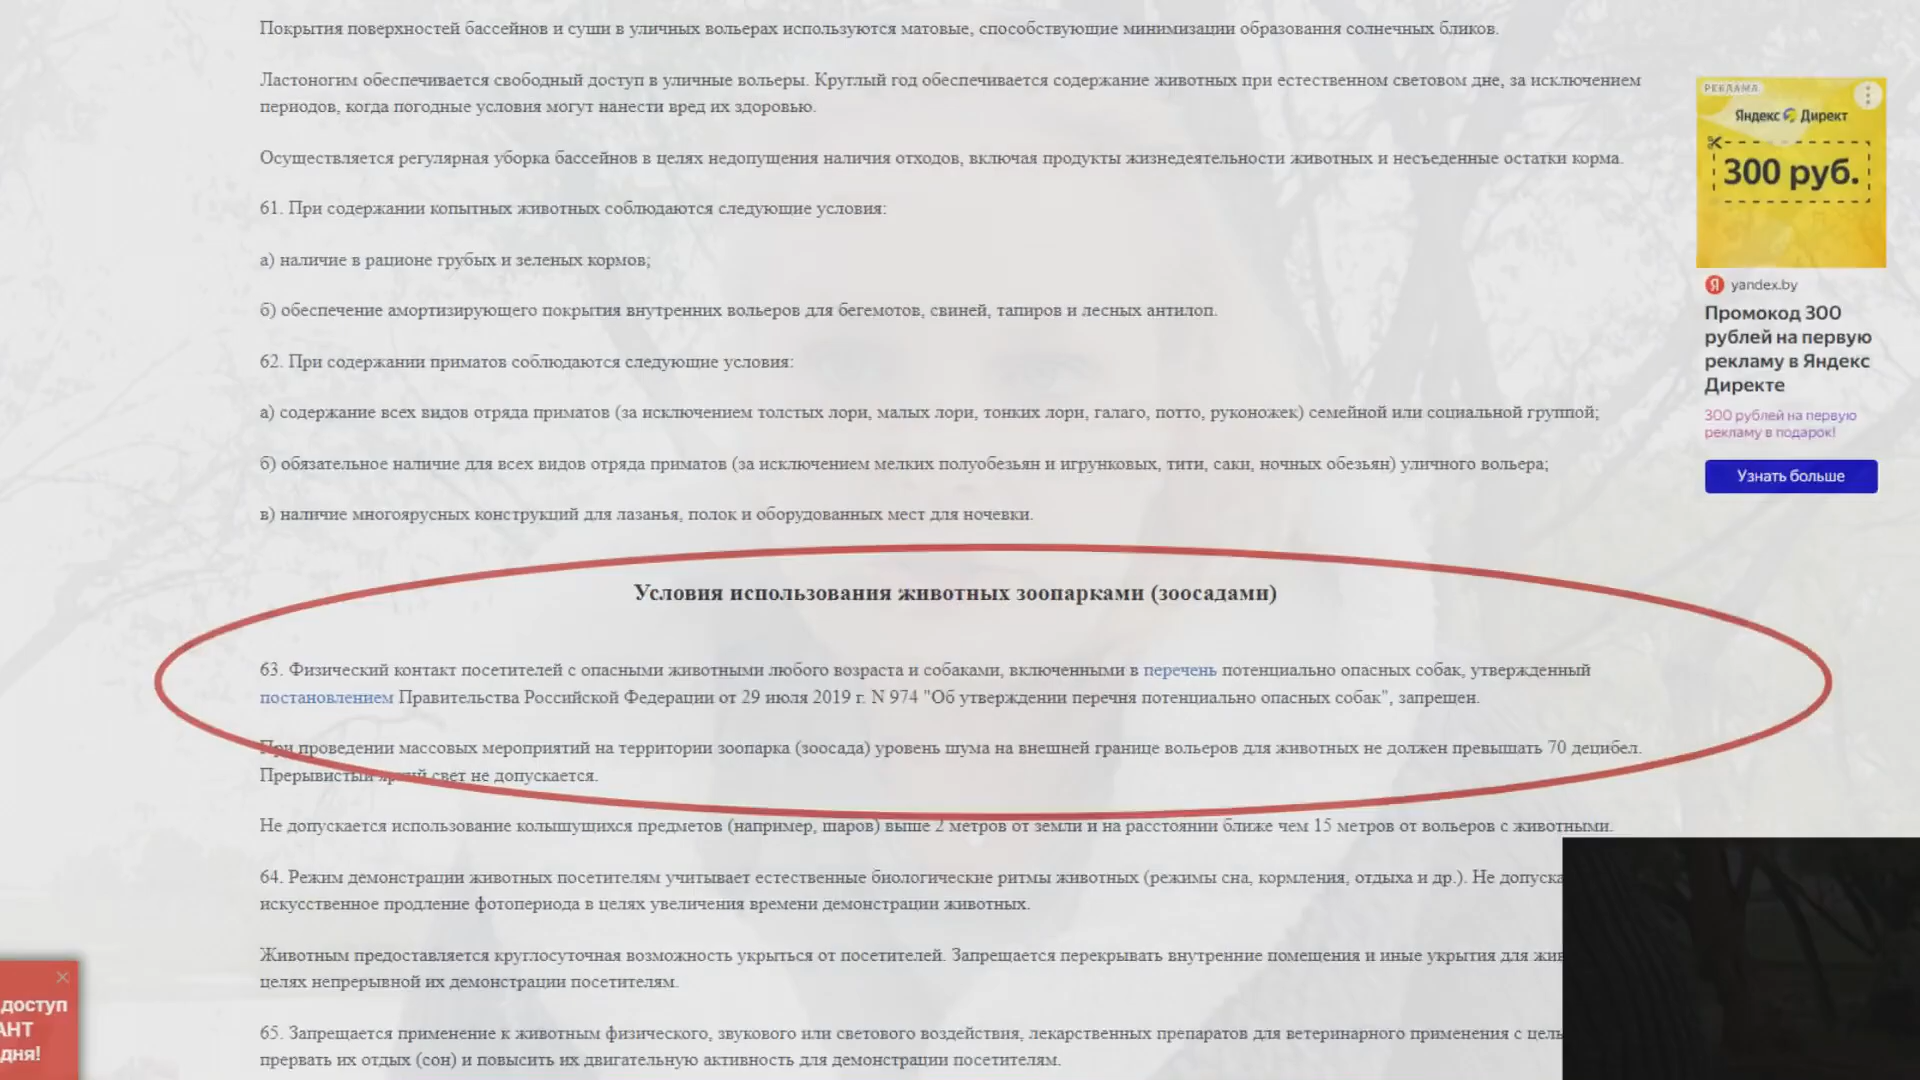 Покрытия поверхностей бассейнов и суши в уличных вольерах используются матовые, способствующие минимизации образования солнечных бликов.
Ластоногим обеспечивается свободный доступ в уличные вольеры. Круглый год обеспечивается содержание животных при естественном световом дне, за исключением
периодов, когда погодные условия могут нанести вред их здоровью.
Осуществляется регулярная уборка бассейнов в целях недопущения наличия отходов, включая продукты жизнедеятельности животных и несъеденные остатки корма.
61. При содержании копытных животных соблюдаются следующие условия:
а) наличие в рационе грубых и зеленых кормов;
б) обеспечение амортизирующего покрытия внутренних вольеров для бегемотов, свиней, тапиров и лесных антилоп.
62. При содержании приматов соблюдаются следующие условия:
а) содержание всех видов отряда приматов (за исключением толстых лори, малых лори, тонких лори, галаго, потто, руконожек) семейной или социальной группой;
б) обязательное наличие для всех видов отряда приматов (за исключением мелких полуобезьян и игрунковых, тити, саки, ночных обезьян) уличного вольера;
в) наличие многоярусных конструкций для лазанья, полок и оборудованных мест для ночевки.
Условия использования животных зоопарками (зоосадами)
63. Физический контакт посетителей с опасными животными любого возраста и собаками, включенными в перечень потенциально опасных собак, утвержденный
постановлением Правительства Российской Федерации от 29 июля 2019 г. N 974 "Об утверждении перечня потенциально опасных собак", запрещен.
При проведении массовых мероприятий на территории зоопарка (зоосада) уровень шума на внешней границе вольеров для животных не должен превышать 70 децибел.
Прерывистый яркий свет не допускается.
Не допускается использование колышущихся предметов (например, шаров) выше 2 метров от земли и на расстоянии ближе чем 15 метров от вольеров с животными.
64. Режим демонстрации животных посетителям учитывает естественные биологические ритмы животных (режимы сна, кормления, отдыха и др.). Не допуска
искусственное продление фотопериода в целях увеличения времени демонстрации животных.
Животным предоставляется круглосуточная возможность укрыться от посетителей. Запрещается перекрывать внутренние помещения и иные укрытия для жив
целях непрерывной их демонстрации посетителям.
65. Запрещается применение к животным физического, звукового или светового воздействия, лекарственных препаратов для ветеринарного применения с цель
прервать их отдых (сон) и повысить их двигательную активность для демонстрации посетителям.
РЕКЛАМА
Яндекс Директ
300 руб.
Я yandex.by
Промокод 300
рублей на первую
рекламу в Яндекс
Директе
300 рублей на первую
рекламу в подарок!
Узнать больше
доступ
АНТ
дня!